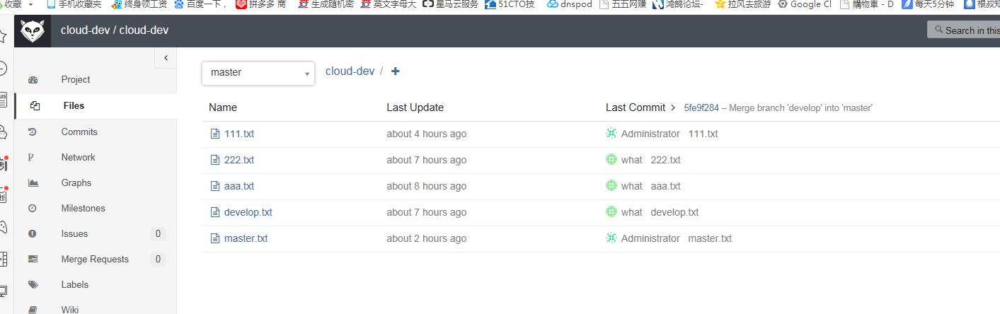 收藏 手机收藏夹 终身领工资 百度一下， 拼多多 商 生成随机密 英文字母大 星马云服务 51CTO技 dnspod 五五网赚 鸿鹄论坛- 拉风去旅游 Google Cl 購物車 - D 每天5分钟 根叔知
cloud-dev / cloud-dev
Search in this
Project
Files
Commits
Network
Graphs
Milestones
Issues 0
Merge Requests 0
Labels
Wiki
master
cloud-dev /
Name Last Update Last Commit > 5fe9f284 – Merge branch 'develop' into 'master'
111.txt about 4 hours ago Administrator 111.txt
222.txt about 7 hours ago what 222.txt
aaa.txt about 8 hours ago what aaa.txt
develop.txt about 7 hours ago what develop.txt
master.txt about 2 hours ago Administrator master.txt